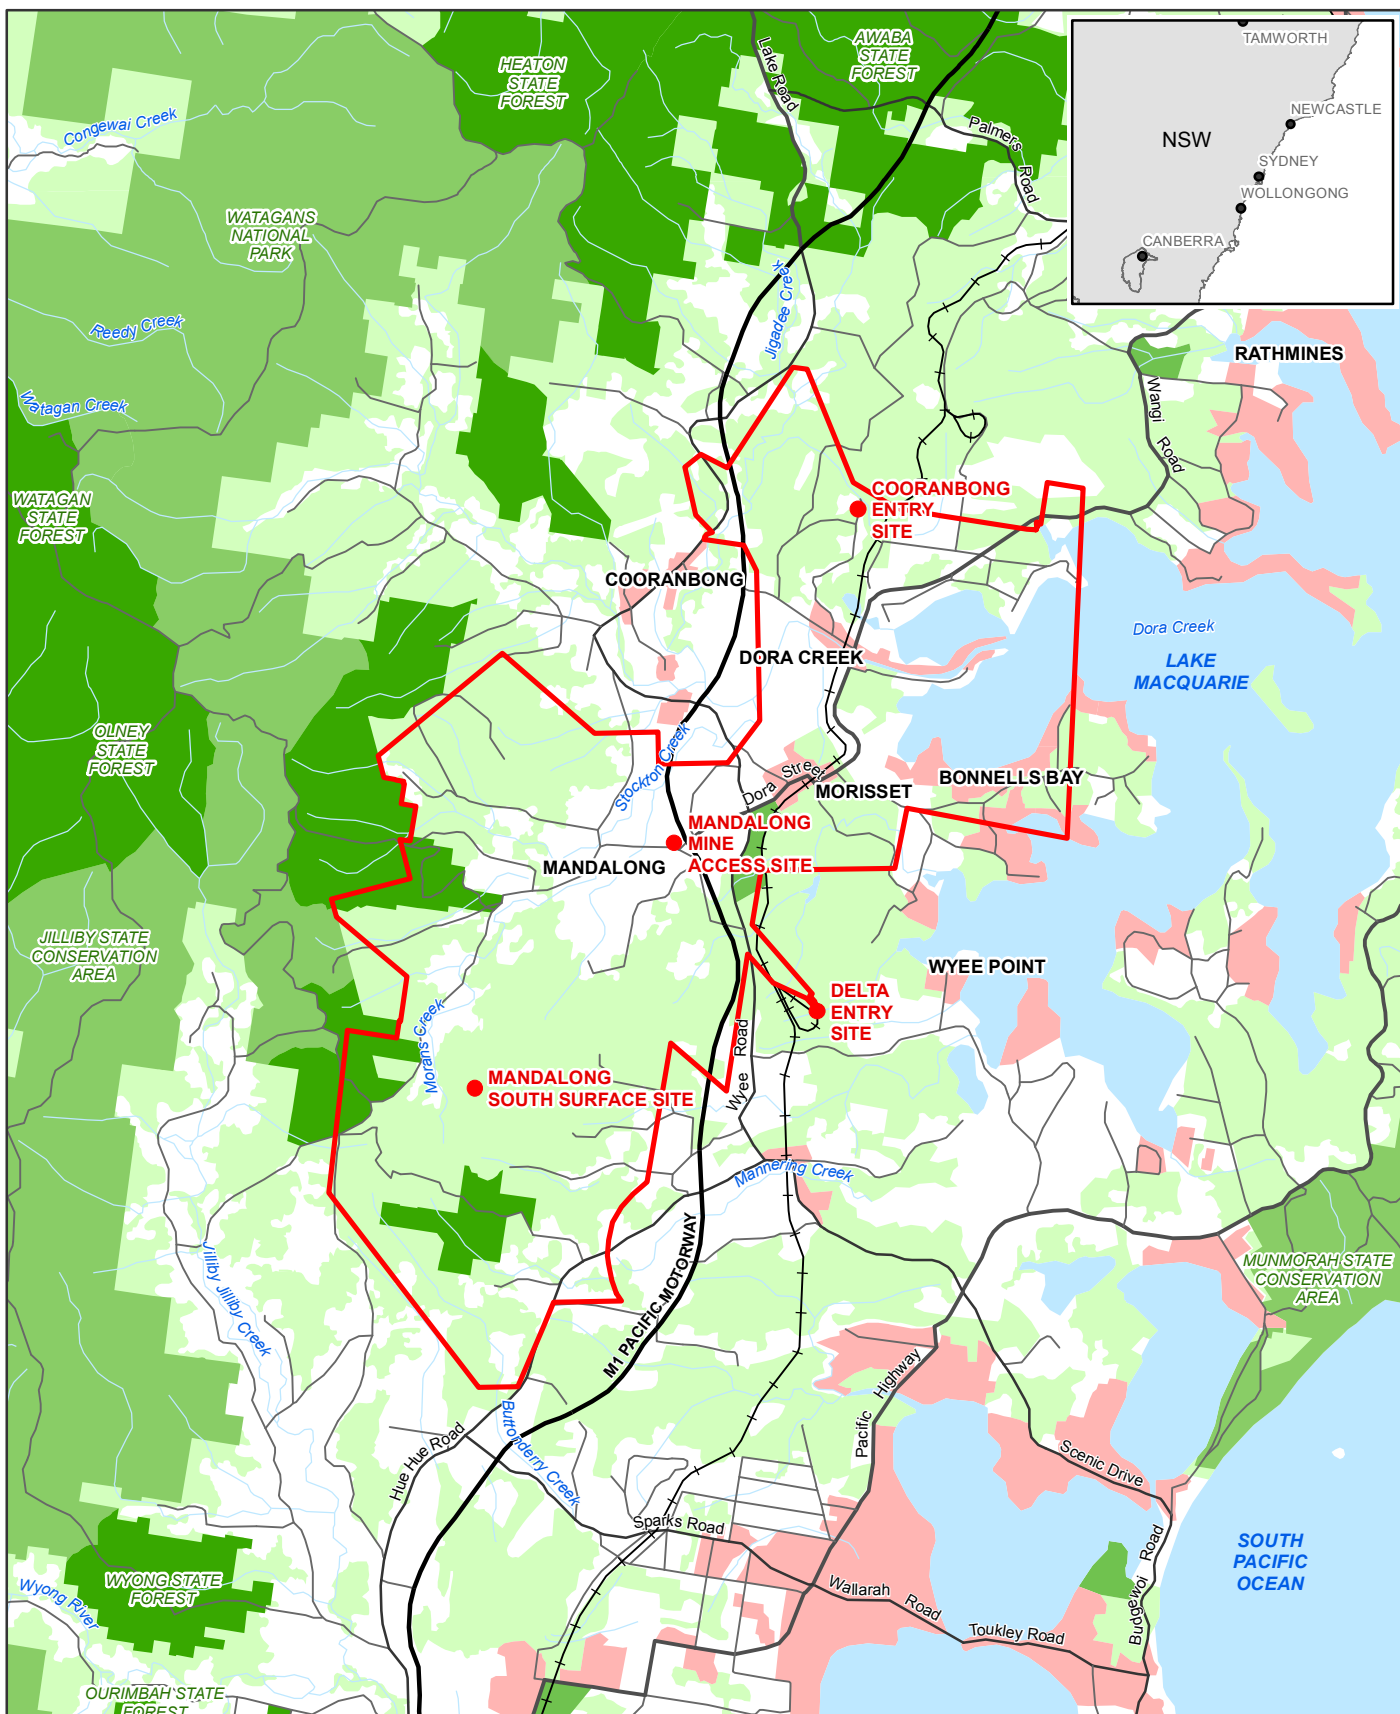 HEATON
STATE
FOREST
AWABA
STATE
FOREST
Lake Road
Palmers
Road
TAMWORTH
NEWCASTLE
NSW
SYDNEY
WOLLONGONG
CANBERRA
Congewai Creek
WATAGANS
NATIONAL
PARK
Jigadee Creek
Reedy Creek
RATHMINES
Watagan Creek
Wangi
Road
WATAGAN
STATE
FOREST
COORANBONG
ENTRY
SITE
COORANBONG
Dora Creek
DORA CREEK
LAKE
MACQUARIE
OLNEY
STATE
FOREST
Stockton Creek
Dora Street
BONNELLS BAY
MORISSET
MANDALONG
MINE
ACCESS SITE
MANDALONG
JILLIBY STATE
CONSERVATION
AREA
WYEE POINT
DELTA
ENTRY
SITE
Morans Creek
Wyee Road
MANDALONG
SOUTH SURFACE SITE
Mannering Creek
Jilliby Jilliby Creek
M1 PACIFIC MOTORWAY
MUNMORAH STATE
CONSERVATION
AREA
Pacific Highway
Buttonderry Creek
Hue Hue Road
Scenic Drive
Sparks Road
SOUTH
PACIFIC
OCEAN
WYONG STATE
FOREST
Wyong River
Wallarah
Road
Toukley Road
Budgewoi Road
OURIMBAH STATE
FOREST